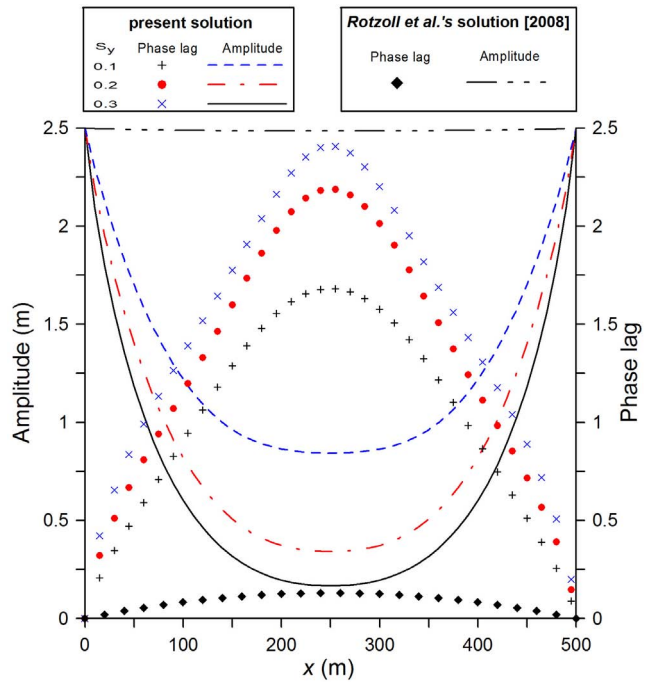 present solution
Sy Phase lag Amplitude
0.1
0.2
0.3
Rotzoll et al.'s solution [2008]
Phase lag Amplitude
2.5 2.5
2 2
1.5 1.5
1 1
0.5 0.5
0 0
Amplitude (m)
Phase lag
0 100 200 300 400 500
x (m)